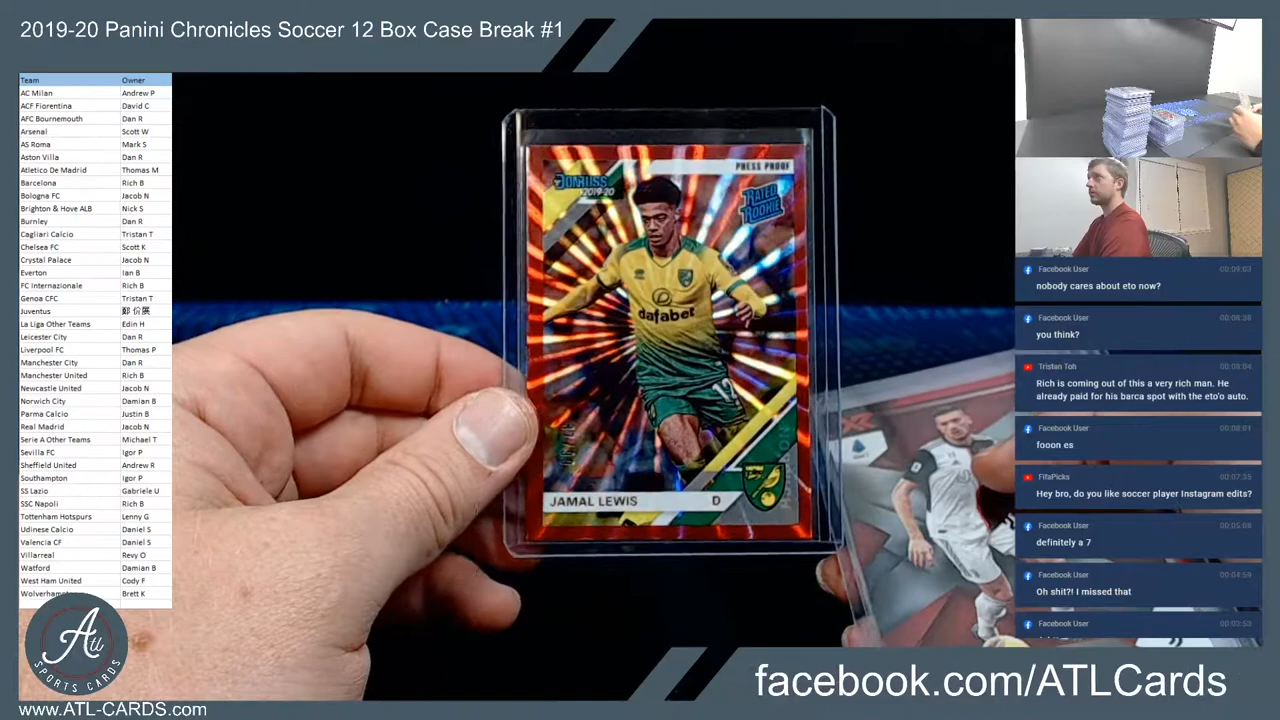 2019-20 Panini Chronicles Soccer 12 Box Case Break #1
Team Owner
AC Milan Andrew P
ACF Fiorentina David C
AFC Bournemouth Dan R
Arsenal Scott W
AS Roma Mark S
Aston Villa Dan R
Atletico De Madrid Thomas M
Barcelona Rich B
Bologna FC Jacob N
Brighton & Hove ALB Nick S
Burnley Dan R
Cagliari Calcio Tristan T
Chelsea FC Scott K
Crystal Palace Jacob N
Everton Ian B
FC Internazionale Rich B
Genoa CFC Tristan T
Juventus 鄭 价展
La Liga Other Teams Edin H
Leicester City Dan R
Liverpool FC Thomas P
Manchester City Dan R
Manchester United Rich B
Newcastle United Jacob N
Norwich City Damian B
Parma Calcio Justin B
Real Madrid Jacob N
Serie A Other Teams Michael T
Sevilla FC Igor P
Sheffield United Andrew R
Southampton Igor P
SS Lazio Gabriele U
SSC Napoli Rich B
Tottenham Hotspurs Lenny G
Udinese Calcio Daniel S
Valencia CF Daniel S
Villarreal Revy O
Watford Damian B
West Ham United Cody F
Brett K
Atl
SPORTS CARDS
www.ATL-CARDS.com
PRESS PROOF
DONRUSS
2019-20
RATED
ROOKIE
dafabet
JAMAL LEWIS D
Facebook User 00:09:03
nobody cares about eto now?
Facebook User 00:08:38
you think?
Tristan Toh 00:08:04
Rich is coming out of this a very rich man. He
already paid for his barca spot with the eto'o auto.
Facebook User 00:08:01
fooon es
FifaPicks 00:07:35
Hey bro, do you like soccer player Instagram edits?
Facebook User 00:05:08
definitely a 7
Facebook User 00:04:59
Oh shit?! I missed that
Facebook User 00:03:53
facebook.com/ATLCards